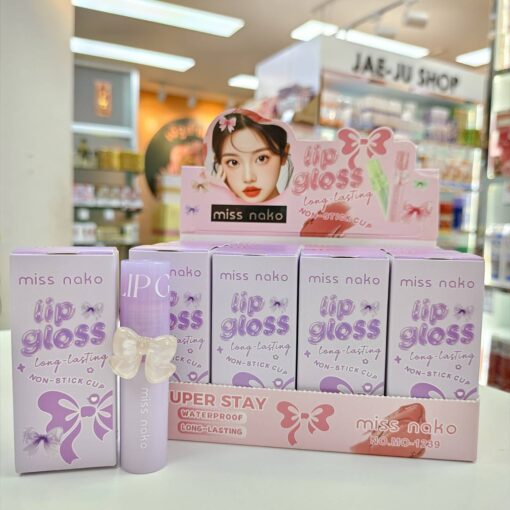 JAE-JU SHOP
lip
gloss
long-lasting
NON-STICK CUP
miss nako
miss nako
lip
gloss
long-lasting
NON-STICK CUP
LIP G
miss nako
miss nako
miss nako
lip
gloss
long-lasting
NON-STICK CUP
miss nako
lip
gloss
long-lasting
NON-STICK CUP
miss nako
lip
gloss
long-lasting
NON-STICK CUP
UPER STAY
WATERPROOF
LONG-LASTING
miss nako
NO.MO-1239